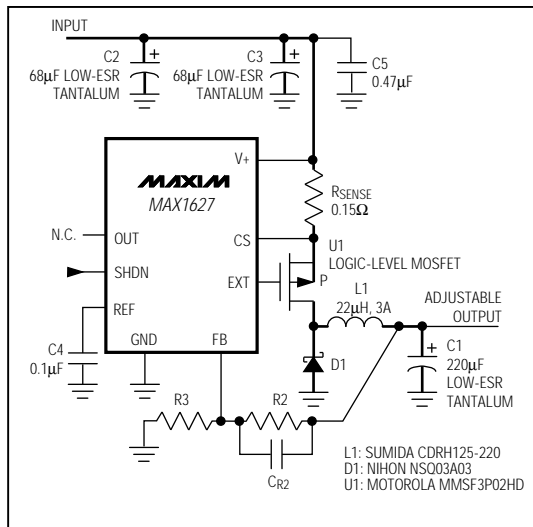 INPUT
C2
68µF LOW-ESR
TANTALUM
C3
68µF LOW-ESR
TANTALUM
C5
0.47µF
MAXIM
MAX1627
V+
RSENSE
0.15Ω
N.C.
OUT
CS
U1
LOGIC-LEVEL MOSFET
P
SHDN
EXT
REF
L1
22µH, 3A
ADJUSTABLE
OUTPUT
C4
0.1µF
GND
FB
D1
C1
220µF
LOW-ESR
TANTALUM
R3
R2
CR2
L1: SUMIDA CDRH125-220
D1: NIHON NSQ03A03
U1: MOTOROLA MMSF3P02HD